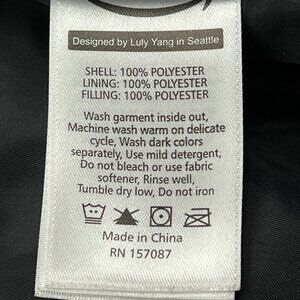 Designed by Luly Yang in Seattle
SHELL: 100% POLYESTER
LINING: 100% POLYESTER
FILLING: 100% POLYESTER
Wash garment inside out,
Machine wash warm on delicate
cycle, Wash dark colors
separately, Use mild detergent,
Do not bleach or use fabric
softener, Rinse well,
Tumble dry low, Do not iron
Made in China
RN 157087